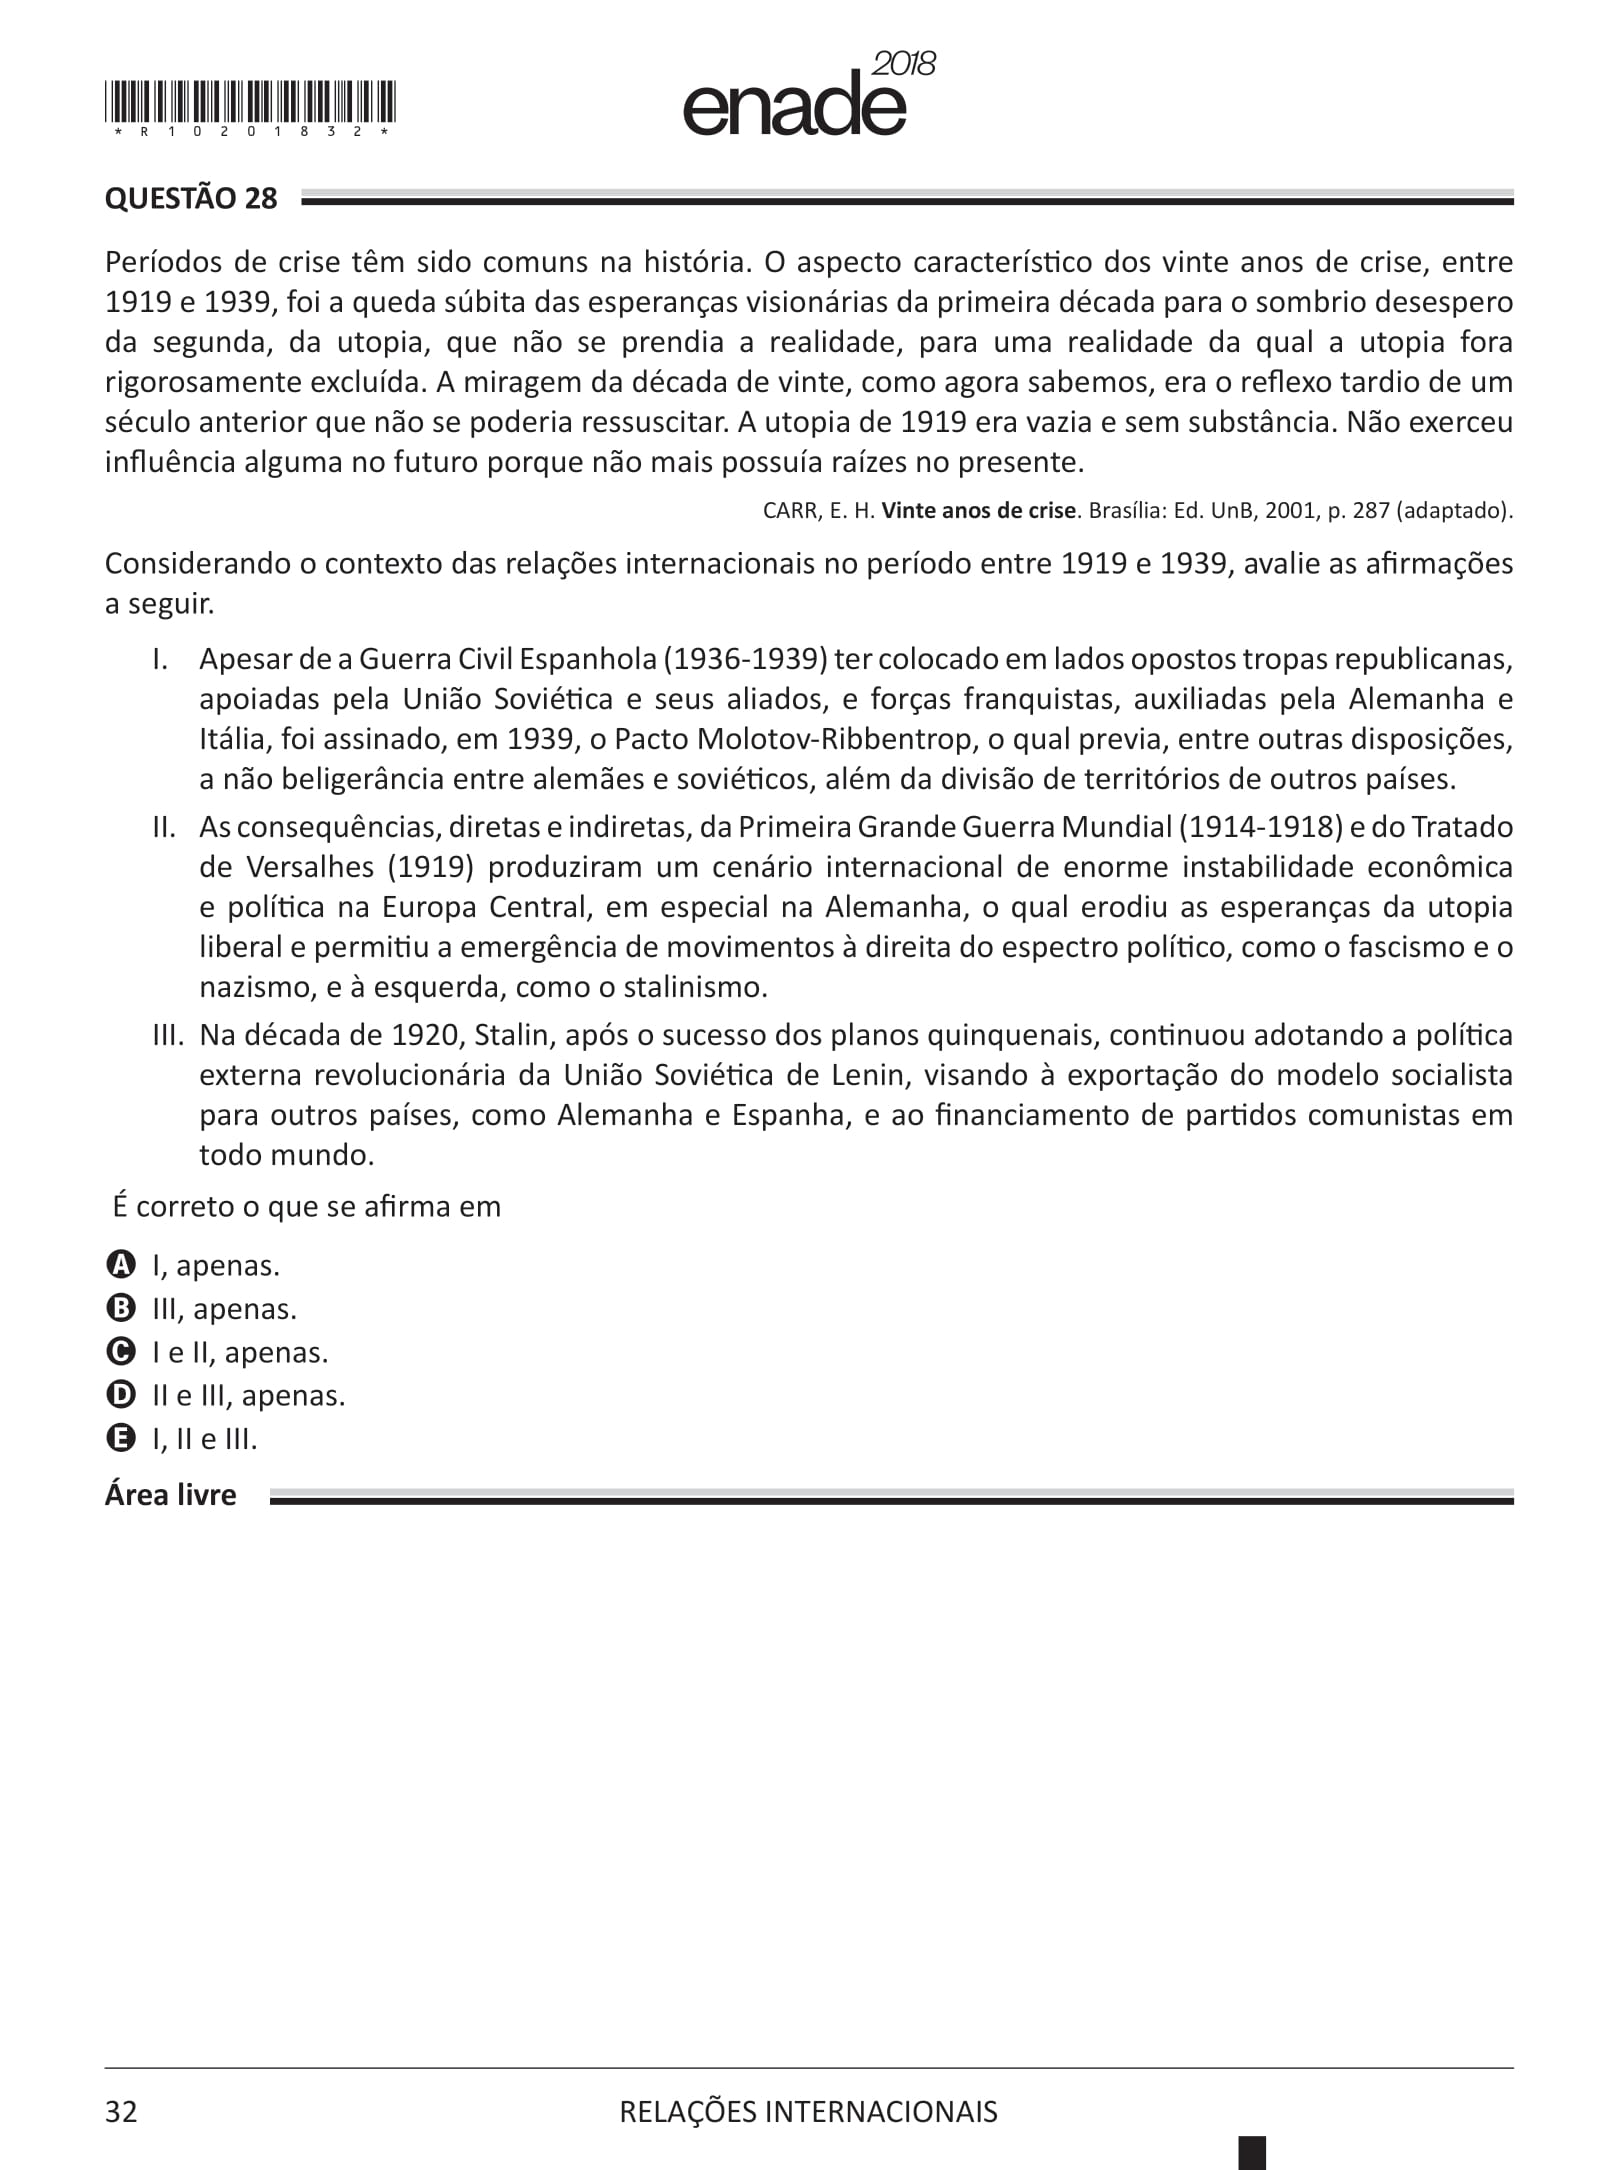 *R10201832*
enade 2018
QUESTÃO 28
Períodos de crise têm sido comuns na história. O aspecto característico dos vinte anos de crise, entre
1919 e 1939, foi a queda súbita das esperanças visionárias da primeira década para o sombrio desespero
da segunda, da utopia, que não se prendia a realidade, para uma realidade da qual a utopia fora
rigorosamente excluída. A miragem da década de vinte, como agora sabemos, era o reflexo tardio de um
século anterior que não se poderia ressuscitar. A utopia de 1919 era vazia e sem substância. Não exerceu
influência alguma no futuro porque não mais possuía raízes no presente.
CARR, E. H. Vinte anos de crise. Brasília: Ed. UnB, 2001, p. 287 (adaptado).
Considerando o contexto das relações internacionais no período entre 1919 e 1939, avalie as afirmações
a seguir.
I. Apesar de a Guerra Civil Espanhola (1936-1939) ter colocado em lados opostos tropas republicanas,
apoiadas pela União Soviética e seus aliados, e forças franquistas, auxiliadas pela Alemanha e
Itália, foi assinado, em 1939, o Pacto Molotov-Ribbentrop, o qual previa, entre outras disposições,
a não beligerância entre alemães e soviéticos, além da divisão de territórios de outros países.
II. As consequências, diretas e indiretas, da Primeira Grande Guerra Mundial (1914-1918) e do Tratado
de Versalhes (1919) produziram um cenário internacional de enorme instabilidade econômica
e política na Europa Central, em especial na Alemanha, o qual erodiu as esperanças da utopia
liberal e permitiu a emergência de movimentos à direita do espectro político, como o fascismo e o
nazismo, e à esquerda, como o stalinismo.
III. Na década de 1920, Stalin, após o sucesso dos planos quinquenais, continuou adotando a política
externa revolucionária da União Soviética de Lenin, visando à exportação do modelo socialista
para outros países, como Alemanha e Espanha, e ao financiamento de partidos comunistas em
todo mundo.
É correto o que se afirma em
A I, apenas.
B III, apenas.
C I e II, apenas.
D II e III, apenas.
E I, II e III.
Área livre
32 RELAÇÕES INTERNACIONAIS